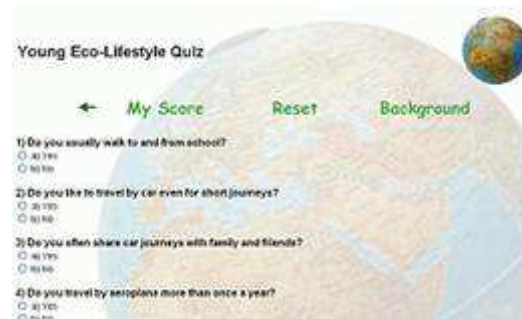 Young Eco-Lifestyle Quiz
My Score Reset Background
1) Do you usually walk to and from school?
a) Yes
b) No
2) Do you like to travel by car even for short journeys?
a) Yes
b) No
3) Do you often share car journeys with family and friends?
a) Yes
b) No
4) Do you travel by aeroplane more than once a year?
a) Yes
b) No